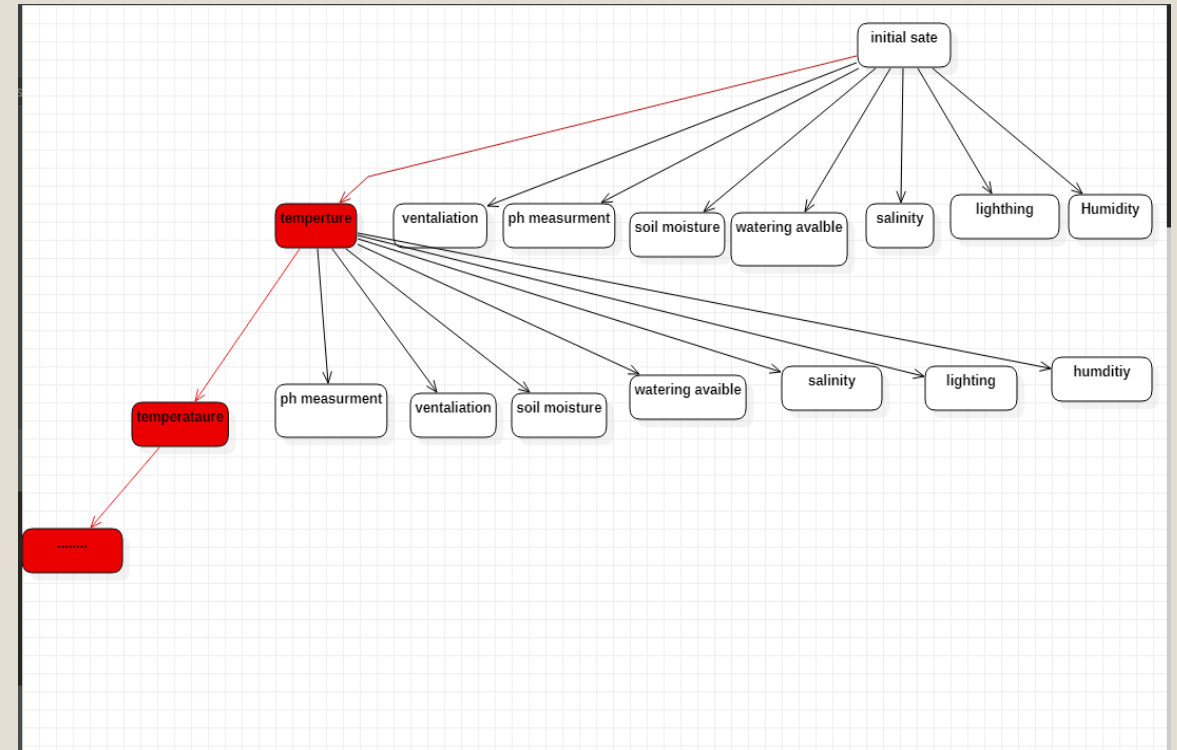 initial sate
temperture
ventaliation
ph measurment
soil moisture
watering avalble
salinity
lighthing
Humidity
temperataure
ph measurment
ventaliation
soil moisture
watering avaible
salinity
lighting
humditiy
........